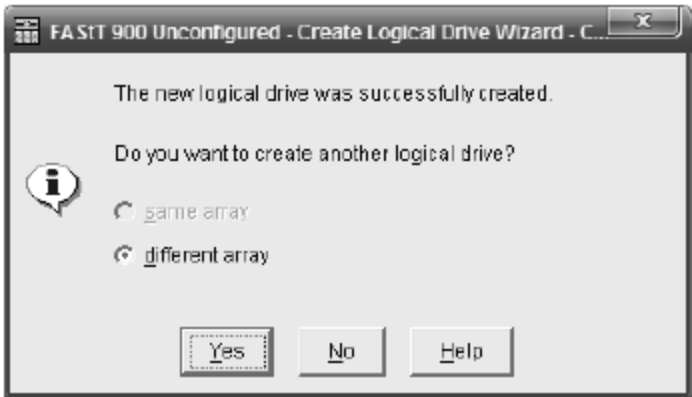 FAStT 900 Unconfigured - Create Logical Drive Wizard - C...
The new logical drive was successfully created.
Do you want to create another logical drive?
same array
different array
Yes
No
Help